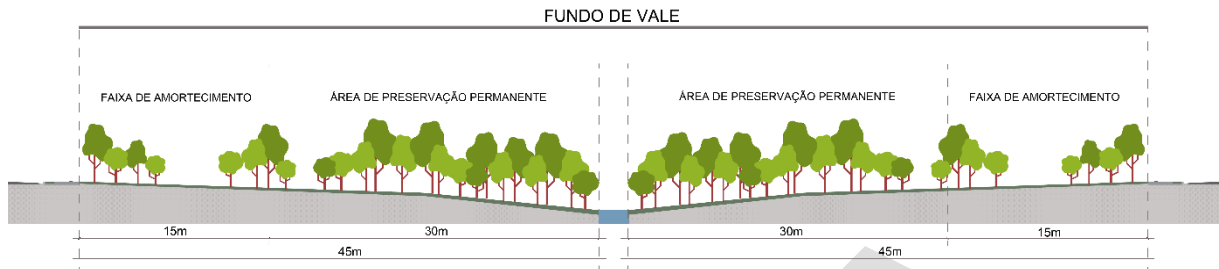 FUNDO DE VALE
FAIXA DE AMORTECIMENTO
ÁREA DE PRESERVAÇÃO PERMANENTE
ÁREA DE PRESERVAÇÃO PERMANENTE
FAIXA DE AMORTECIMENTO
15m
30m
30m
15m
45m
45m